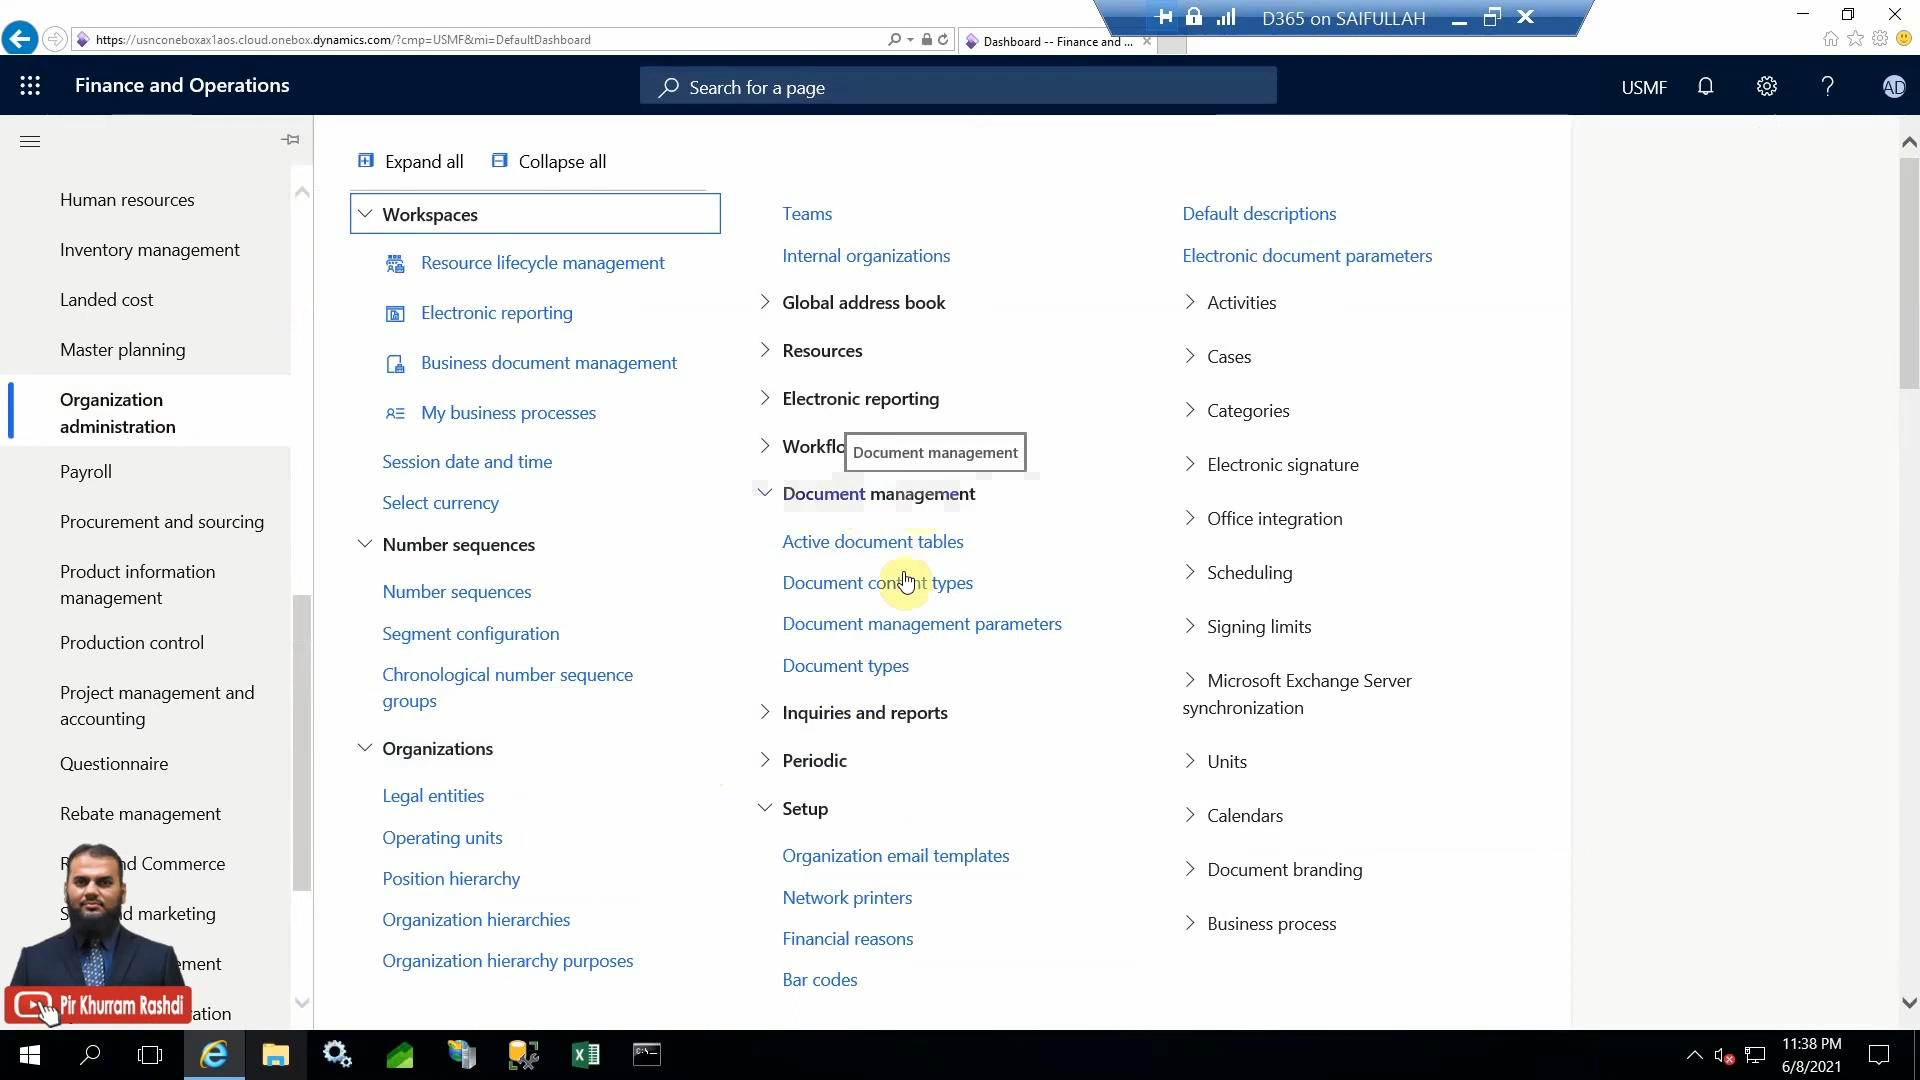 D365 on SAIFULLAH
https://usnconeboxax1aos.cloud.onebox.dynamics.com/?cmp=USMF&mi=DefaultDashboard
Dashboard -- Finance and ...
Finance and Operations
Search for a page
USMF
?
AD
Human resources
Inventory management
Landed cost
Master planning
Organization
administration
Payroll
Procurement and sourcing
Product information
management
Production control
Project management and
accounting
Questionnaire
Rebate management
nd Commerce
d marketing
ement
ation
Pir Khurram Rashdi
Expand all
Collapse all
Workspaces
Resource lifecycle management
Electronic reporting
Business document management
My business processes
Session date and time
Select currency
Number sequences
Number sequences
Segment configuration
Chronological number sequence
groups
Organizations
Legal entities
Operating units
Position hierarchy
Organization hierarchies
Organization hierarchy purposes
Teams
Internal organizations
Global address book
Resources
Electronic reporting
Workflo
Document management
Document management
Active document tables
Document content types
Document management parameters
Document types
Inquiries and reports
Periodic
Setup
Organization email templates
Network printers
Financial reasons
Bar codes
Default descriptions
Electronic document parameters
Activities
Cases
Categories
Electronic signature
Office integration
Scheduling
Signing limits
Microsoft Exchange Server
synchronization
Units
Calendars
Document branding
Business process
11:38 PM
6/8/2021